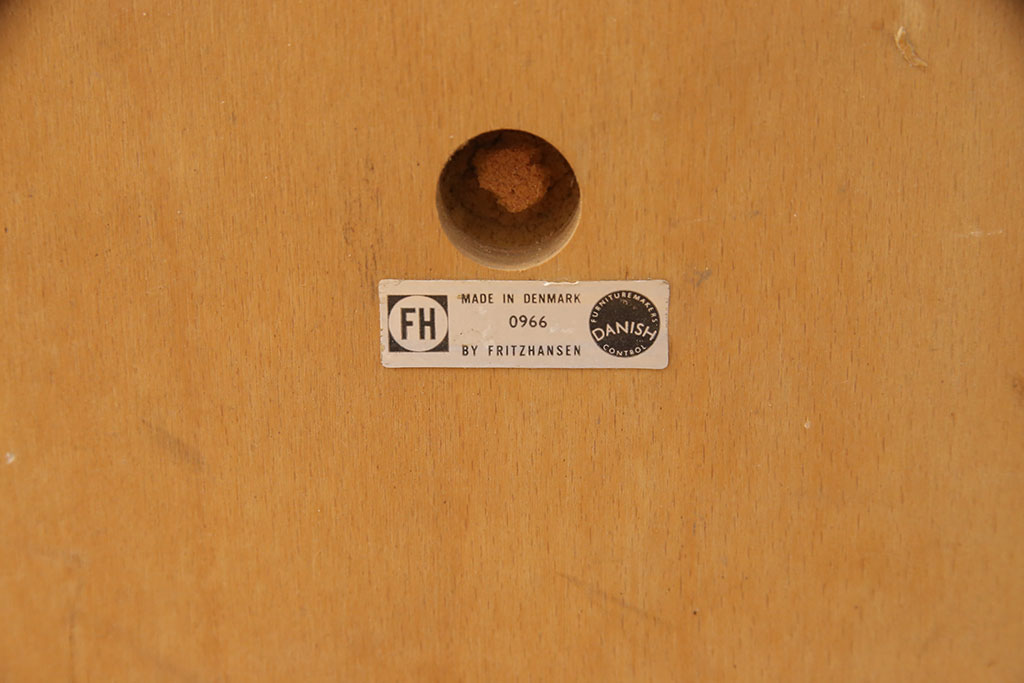 FH
MADE IN DENMARK
0966
BY FRITZHANSEN
FURNITUREMAKERS
DANISH
CONTROL